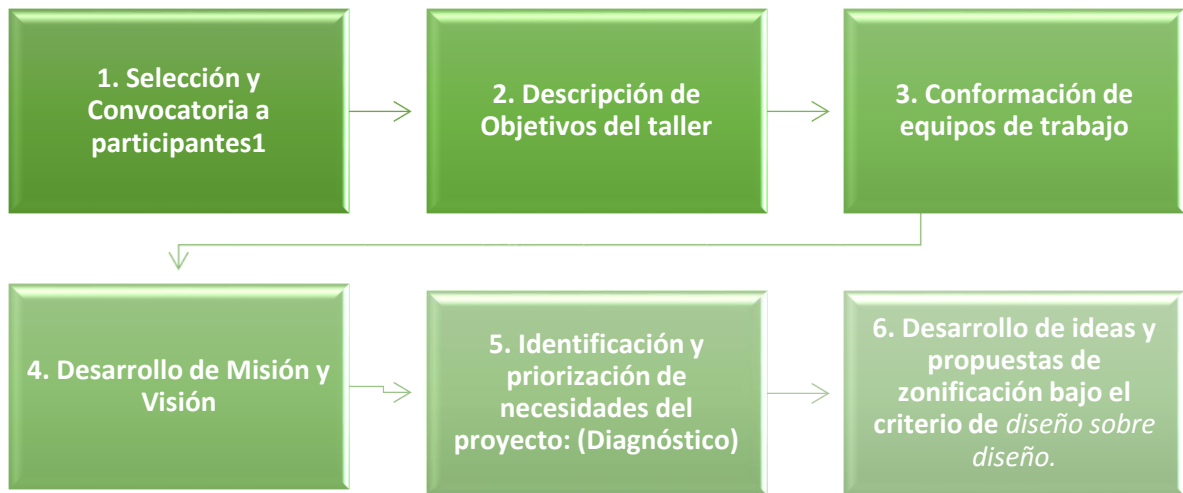 1. Selección y
Convocatoria a
participantes1
2. Descripción de
Objetivos del taller
3. Conformación de
equipos de trabajo
4. Desarrollo de Misión y
Visión
5. Identificación y
priorización de
necesidades del
proyecto: (Diagnóstico)
6. Desarrollo de ideas y
propuestas de
zonificación bajo el
criterio de diseño sobre
diseño.